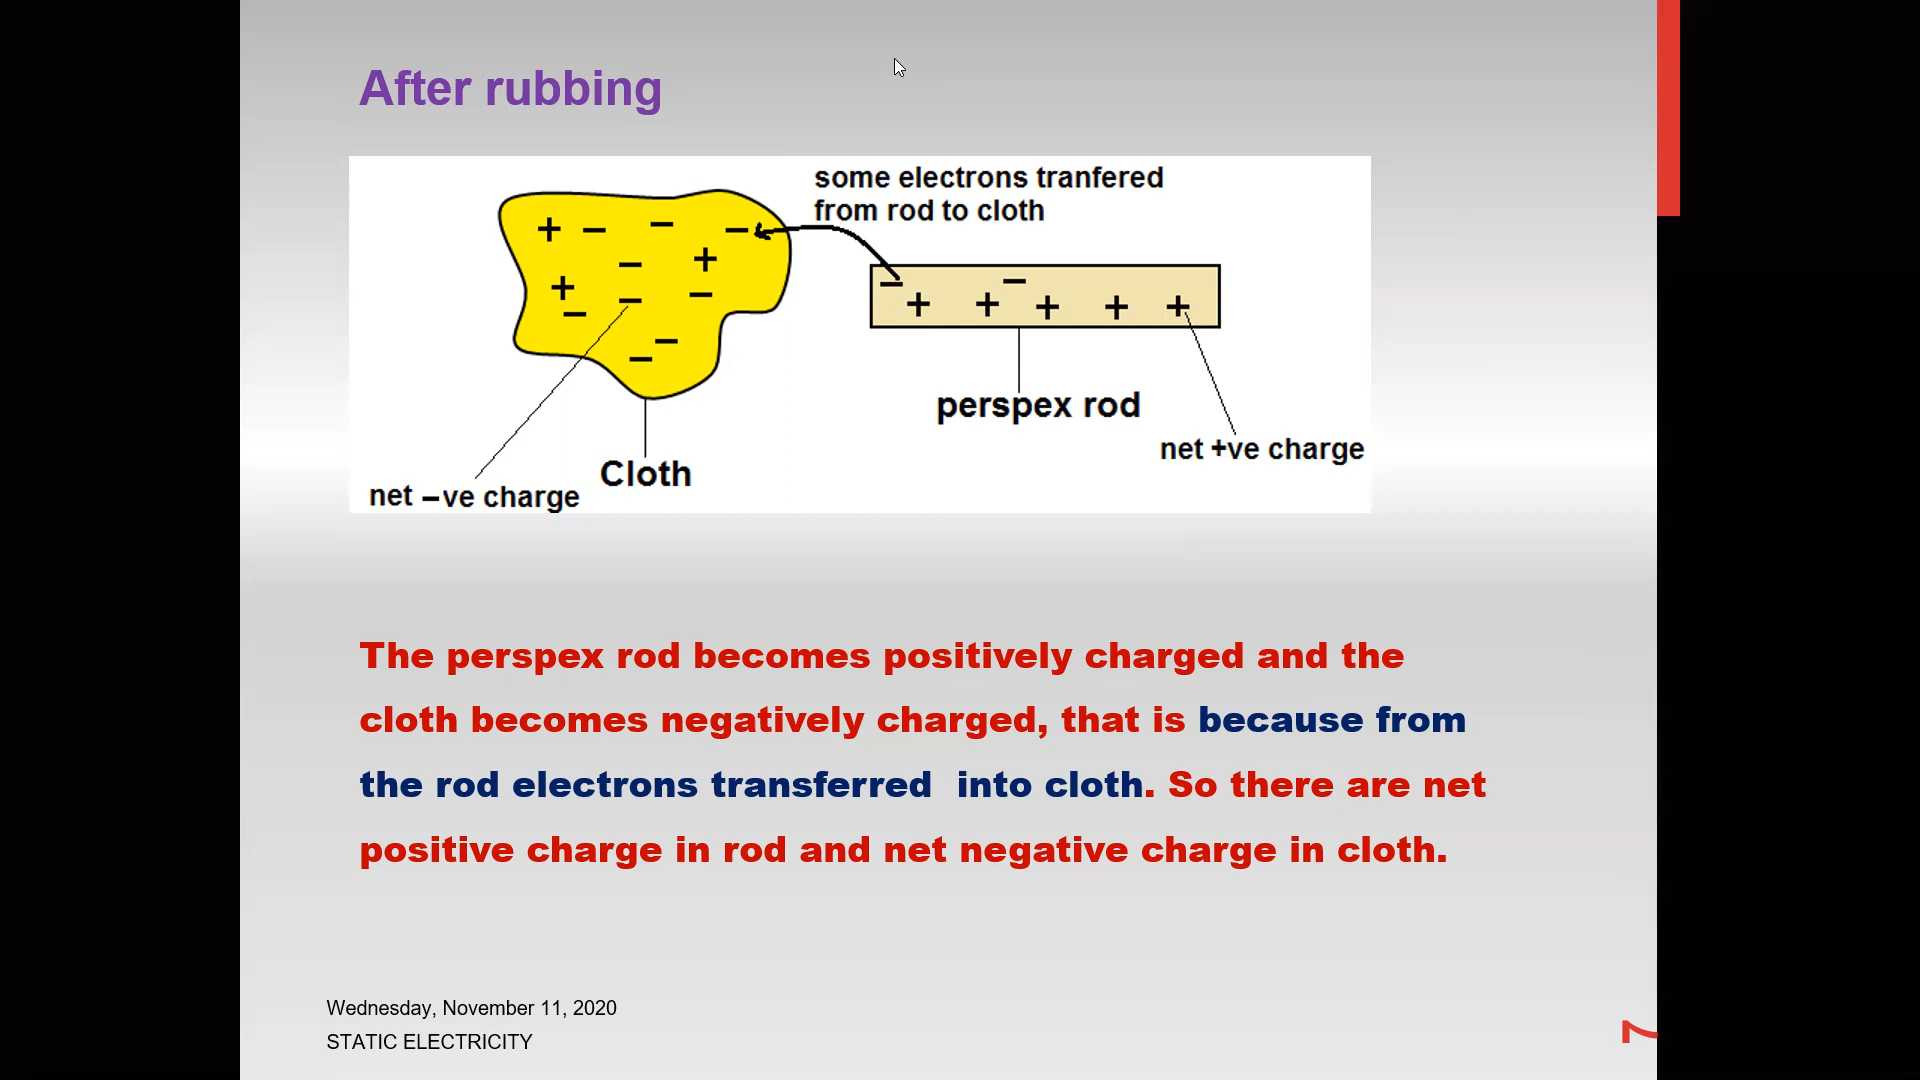 After rubbing
some electrons tranfered
from rod to cloth
+ − − −
− +
+ − −
−
− −
− −
+ + + + +
perspex rod
net +ve charge
Cloth
net −ve charge
The perspex rod becomes positively charged and the
cloth becomes negatively charged, that is because from
the rod electrons transferred  into cloth. So there are net
positive charge in rod and net negative charge in cloth.
Wednesday, November 11, 2020
STATIC ELECTRICITY
7